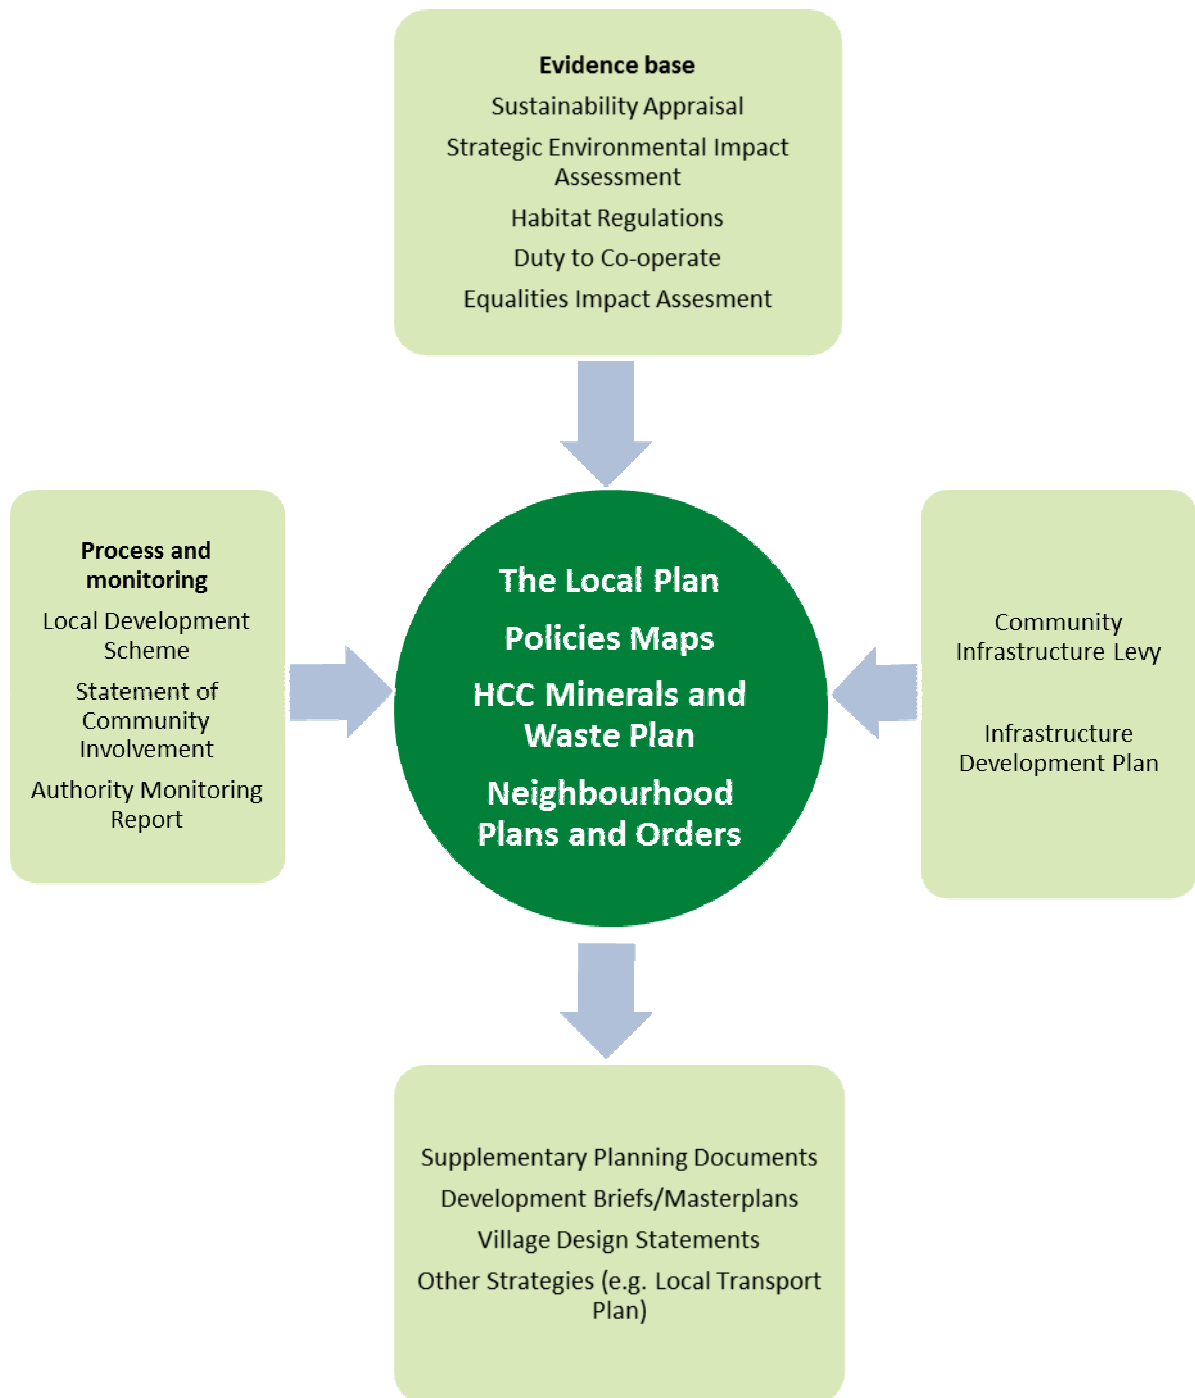 Evidence base
Sustainability Appraisal
Strategic Environmental Impact
Assessment
Habitat Regulations
Duty to Co-operate
Equalities Impact Assesment
Process and
monitoring
Local Development
Scheme
Statement of
Community
Involvement
Authority Monitoring
Report
The Local Plan
Policies Maps
HCC Minerals and
Waste Plan
Neighbourhood
Plans and Orders
Community
Infrastructure Levy
Infrastructure
Development Plan
Supplementary Planning Documents
Development Briefs/Masterplans
Village Design Statements
Other Strategies (e.g. Local Transport
Plan)